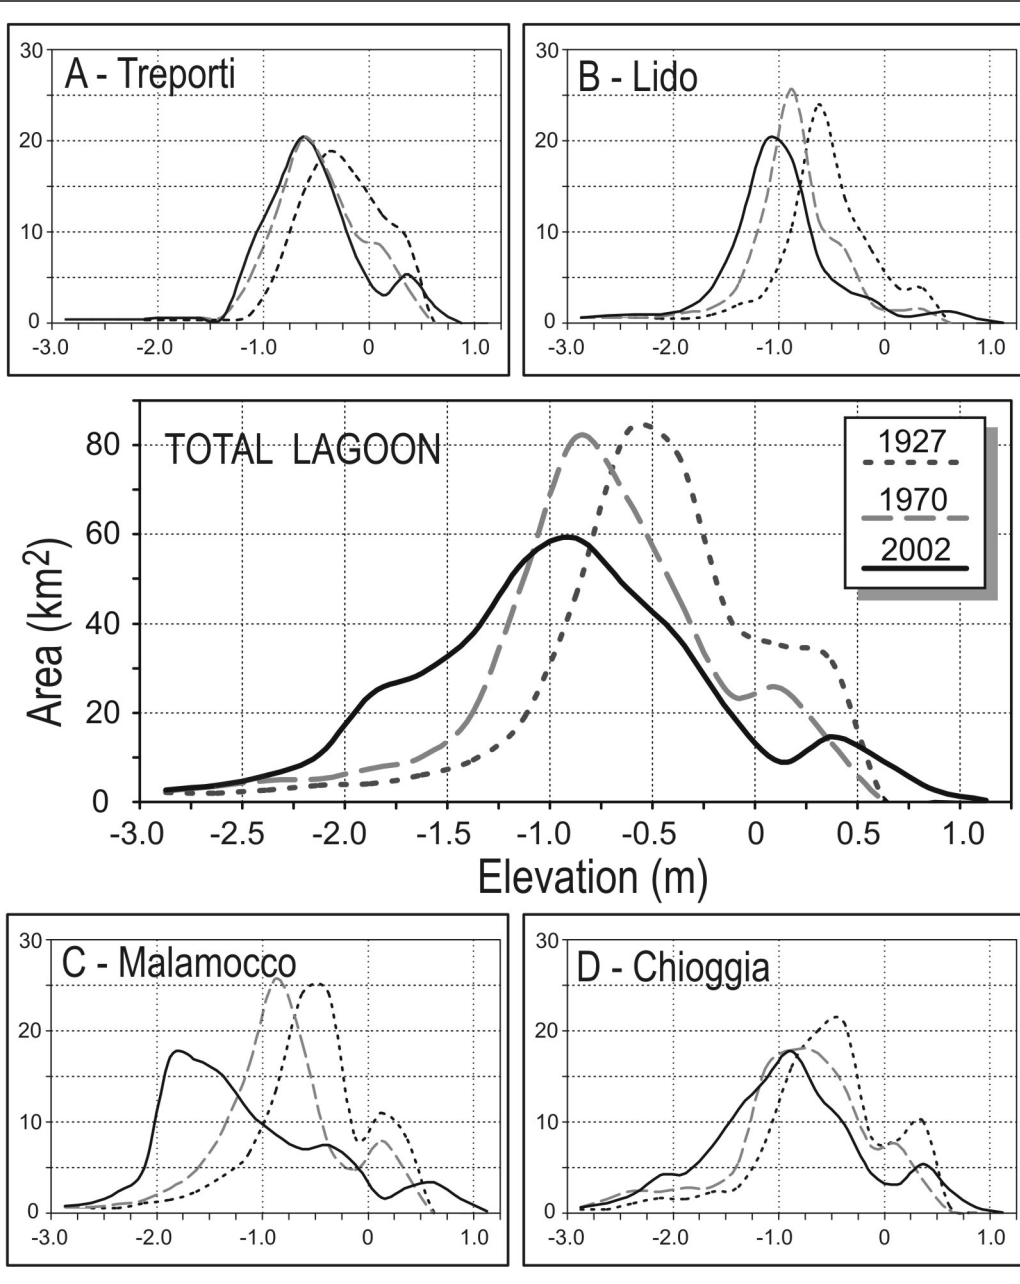 A - Treporti
30
20
10
0
-3.0 -2.0 -1.0 0 1.0
B - Lido
30
20
10
0
-3.0 -2.0 -1.0 0 1.0
TOTAL LAGOON
80
60
40
20
0
Area (km²)
-3.0 -2.5 -2.0 -1.5 -1.0 -0.5 0 0.5 1.0
Elevation (m)
1927
1970
2002
C - Malamocco
30
20
10
0
-3.0 -2.0 -1.0 0 1.0
D - Chioggia
30
20
10
0
-3.0 -2.0 -1.0 0 1.0